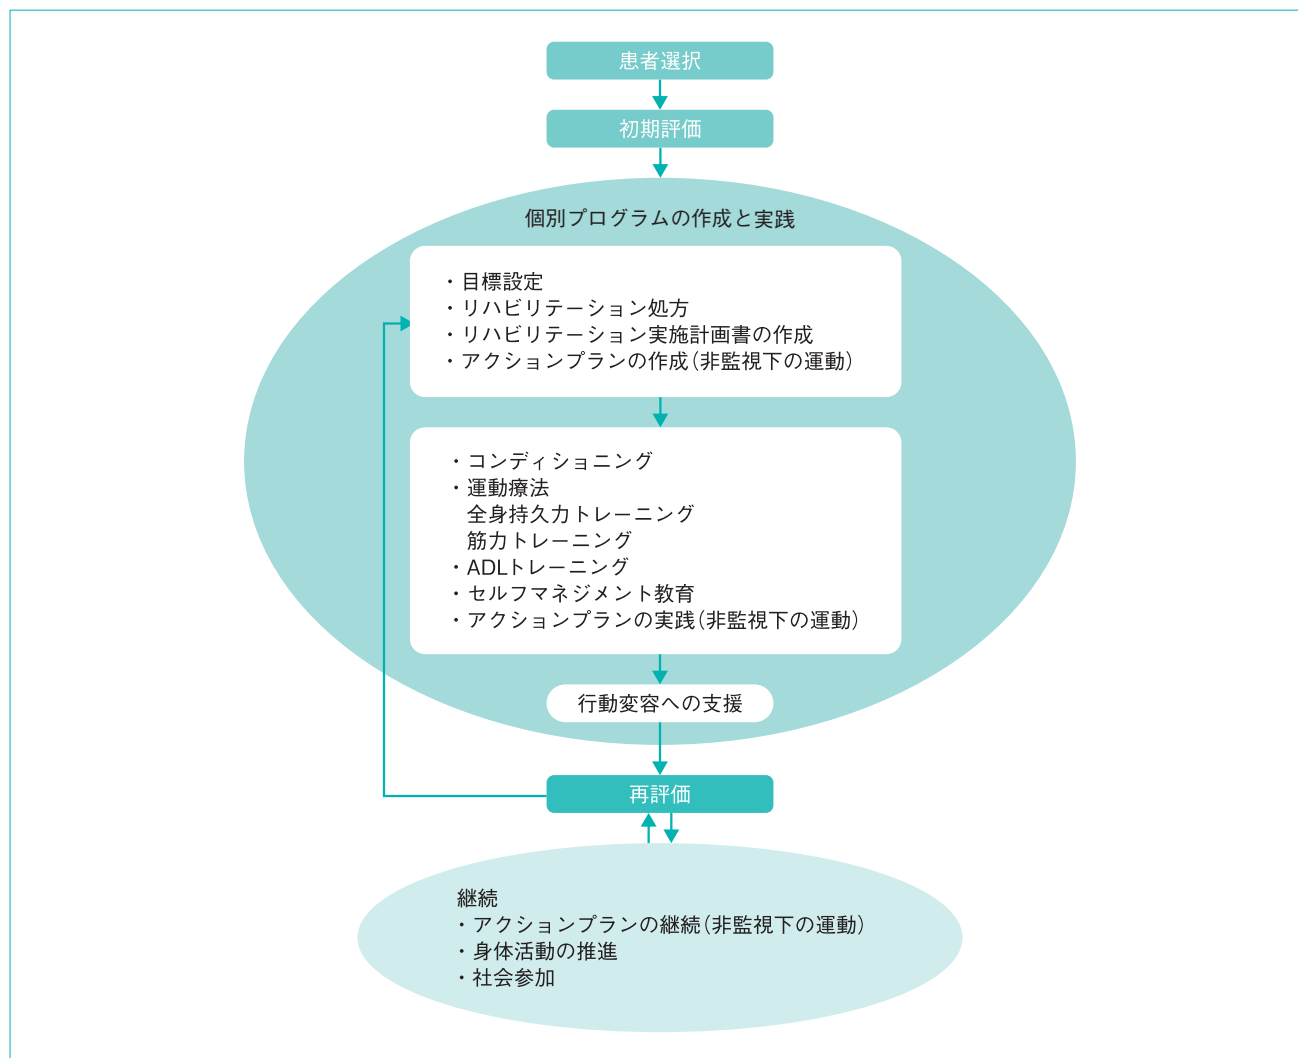 患者選択
初期評価
個別プログラムの作成と実践
・目標設定
・リハビリテーション処方
・リハビリテーション実施計画書の作成
・アクションプランの作成(非監視下の運動)
・コンディショニング
・運動療法
全身持久力トレーニング
筋力トレーニング
・ADLトレーニング
・セルフマネジメント教育
・アクションプランの実践(非監視下の運動)
行動変容への支援
再評価
継続
・アクションプランの継続(非監視下の運動)
・身体活動の推進
・社会参加